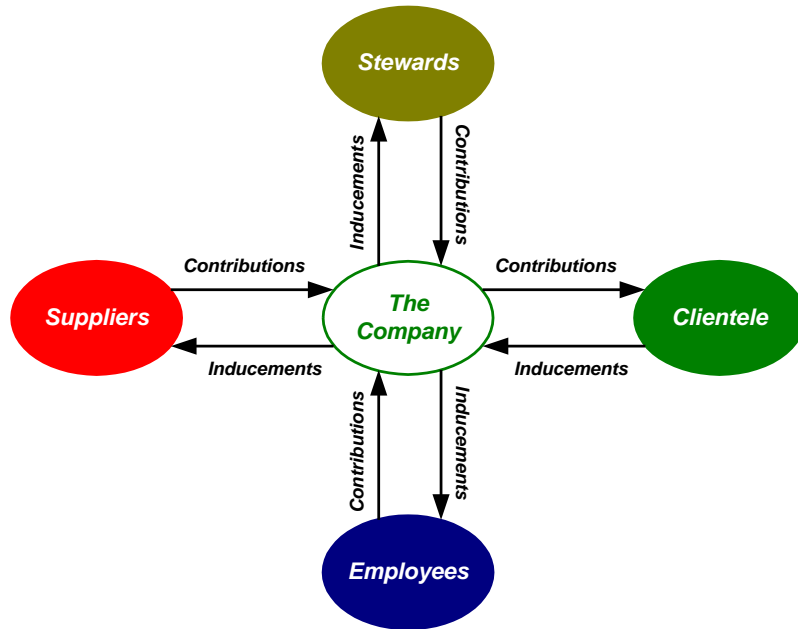 Stewards
Inducements
Contributions
Contributions
Contributions
Suppliers
The
Company
Clientele
Inducements
Inducements
Contributions
Inducements
Employees